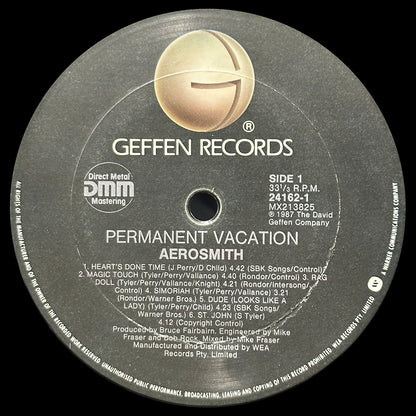 ®
GEFFEN RECORDS
Direct Metal
DMM
Mastering
SIDE 1
33⅓ R.P.M.
24162-1
MX213825
℗ 1987 The David
Geffen Company
PERMANENT VACATION
AEROSMITH
1. HEART'S DONE TIME (J Perry/D Child) 4.42 (SBK Songs/Control)
2. MAGIC TOUCH (Tyler/Perry/Vallance) 4.40 (Rondor/Control) 3. RAG
DOLL (Tyler/Perry/Vallance/Knight) 4.21 (Rondor/Intersong/
Control) 4. SIMORIAH (Tyler/Perry/Vallance) 3.21
(Rondor/Warner Bros.) 5. DUDE (LOOKS LIKE A
LADY) (Tyler/Perry/Child) 4.23 (SBK Songs/
Warner Bros.) 6. ST. JOHN (S Tyler)
4.12 (Copyright Control)
Produced by Bruce Fairbairn. Engineered by Mike
Fraser and Bob Rock. Mixed by Mike Fraser
Manufactured and Distributed by WEA
Records Pty. Limited
ALL RIGHTS OF THE MANUFACTURER AND OF THE OWNER OF THE RECORDED WORK RESERVED. UNAUTHORISED PUBLIC PERFORMANCE, BROADCASTING, LEASING AND COPYING OF THIS RECORD PROHIBITED. WEA RECORDS PTY. LIMITED
A WARNER COMMUNICATIONS COMPANY